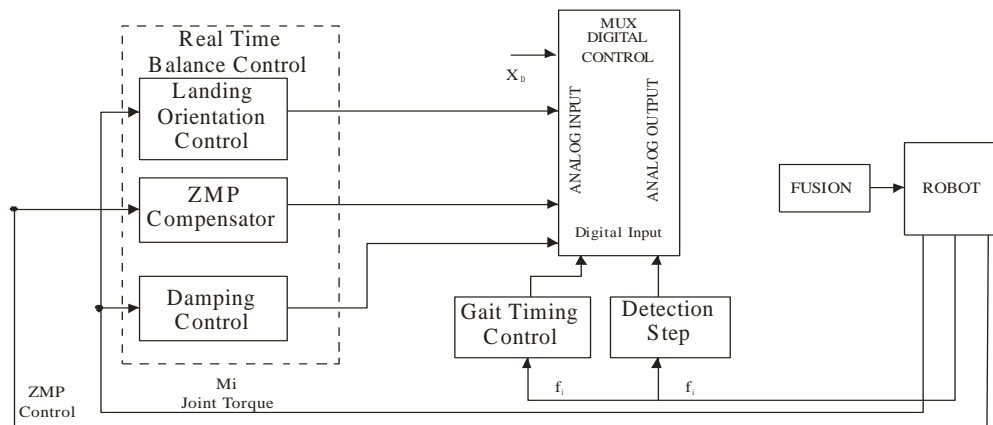 Real Time
Balance Control
Landing
Orientation
Control
ZMP
Compensator
Damping
Control
MUX
DIGITAL
CONTROL
X_D
ANALOG INPUT
ANALOG OUTPUT
Digital Input
Gait Timing
Control
Detection
Step
FUSION
ROBOT
f_i
f_i
Mi
Joint Torque
ZMP
Control